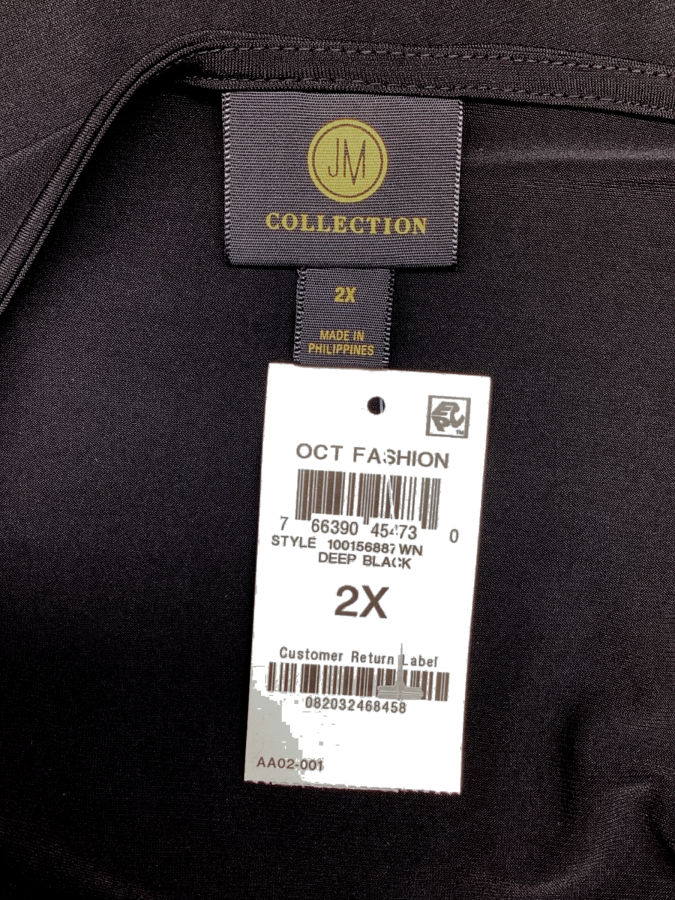 JM
COLLECTION
2X
MADE IN
PHILIPPINES
EPC
OCT FASHION
7 66390 45473 0
STYLE 100156887WN
DEEP BLACK
2X
Customer Return Label
082032468458
AA02-001